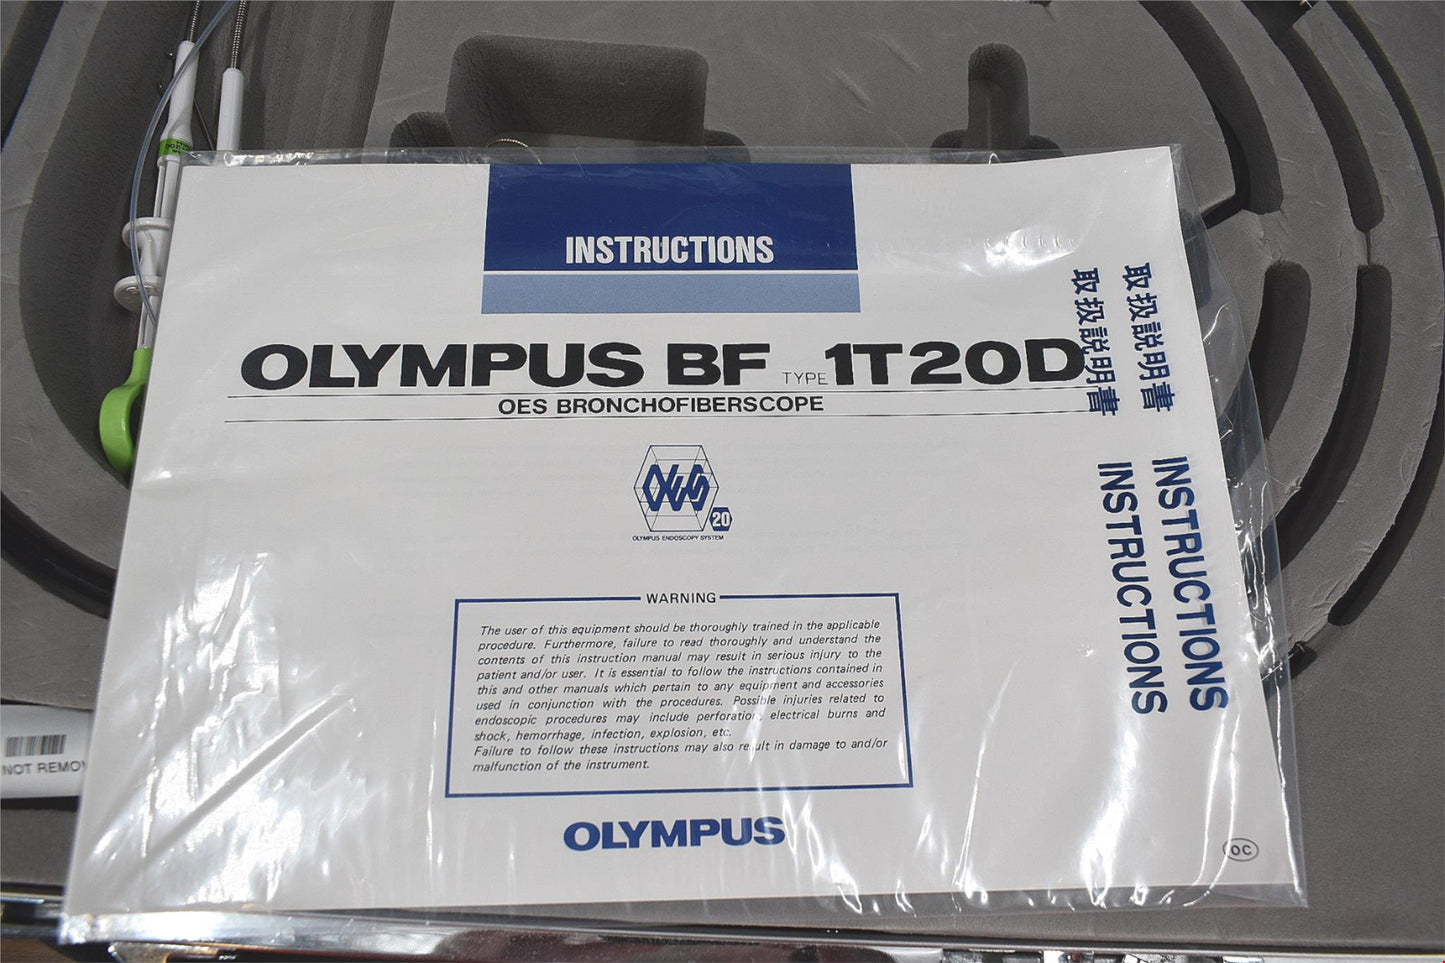 INSTRUCTIONS
OLYMPUS BF TYPE 1T20D
OES BRONCHOFIBERSCOPE
OES
20
OLYMPUS ENDOSCOPY SYSTEM
WARNING
The user of this equipment should be thoroughly trained in the applicable
procedure. Furthermore, failure to read thoroughly and understand the
contents of this instruction manual may result in serious injury to the
patient and/or user. It is essential to follow the instructions contained in
this and other manuals which pertain to any equipment and accessories
used in conjunction with the procedures. Possible injuries related to
endoscopic procedures may include perforation, electrical burns and
shock, hemorrhage, infection, explosion, etc.
Failure to follow these instructions may also result in damage to and/or
malfunction of the instrument.
OLYMPUS
OC
取扱説明書 INSTRUCTIONS
取扱説明書 INSTRUCTIONS
NOT REMOV